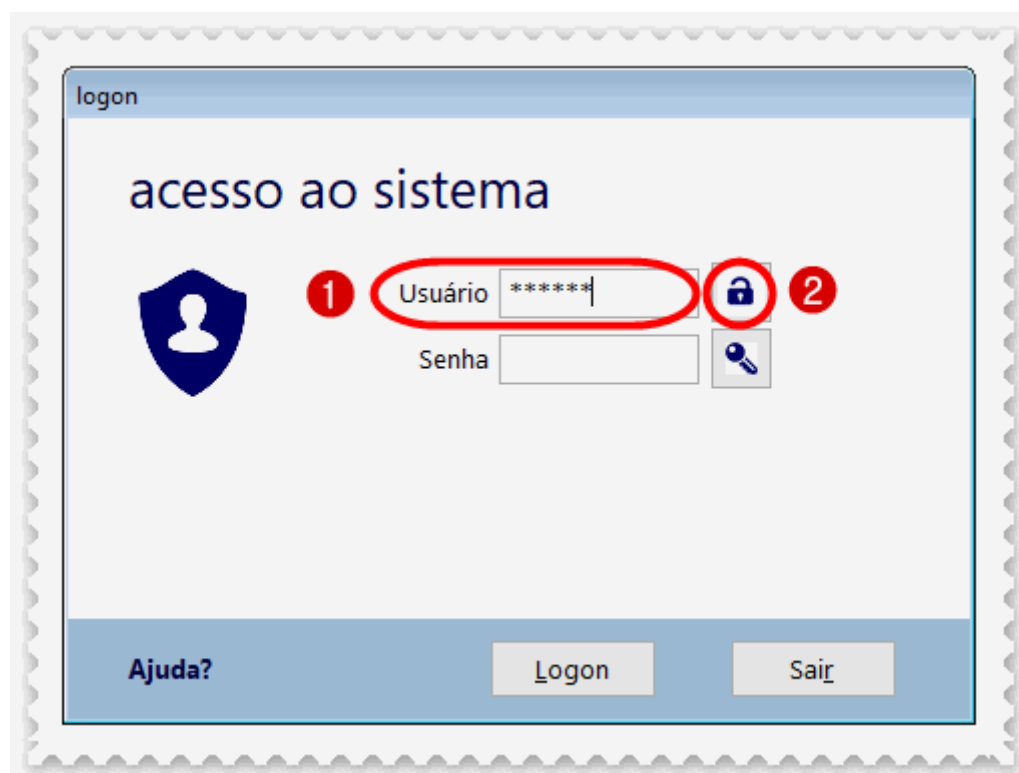 logon
acesso ao sistema
1 Usuário ****** 2
Senha
Ajuda? Logon Sair